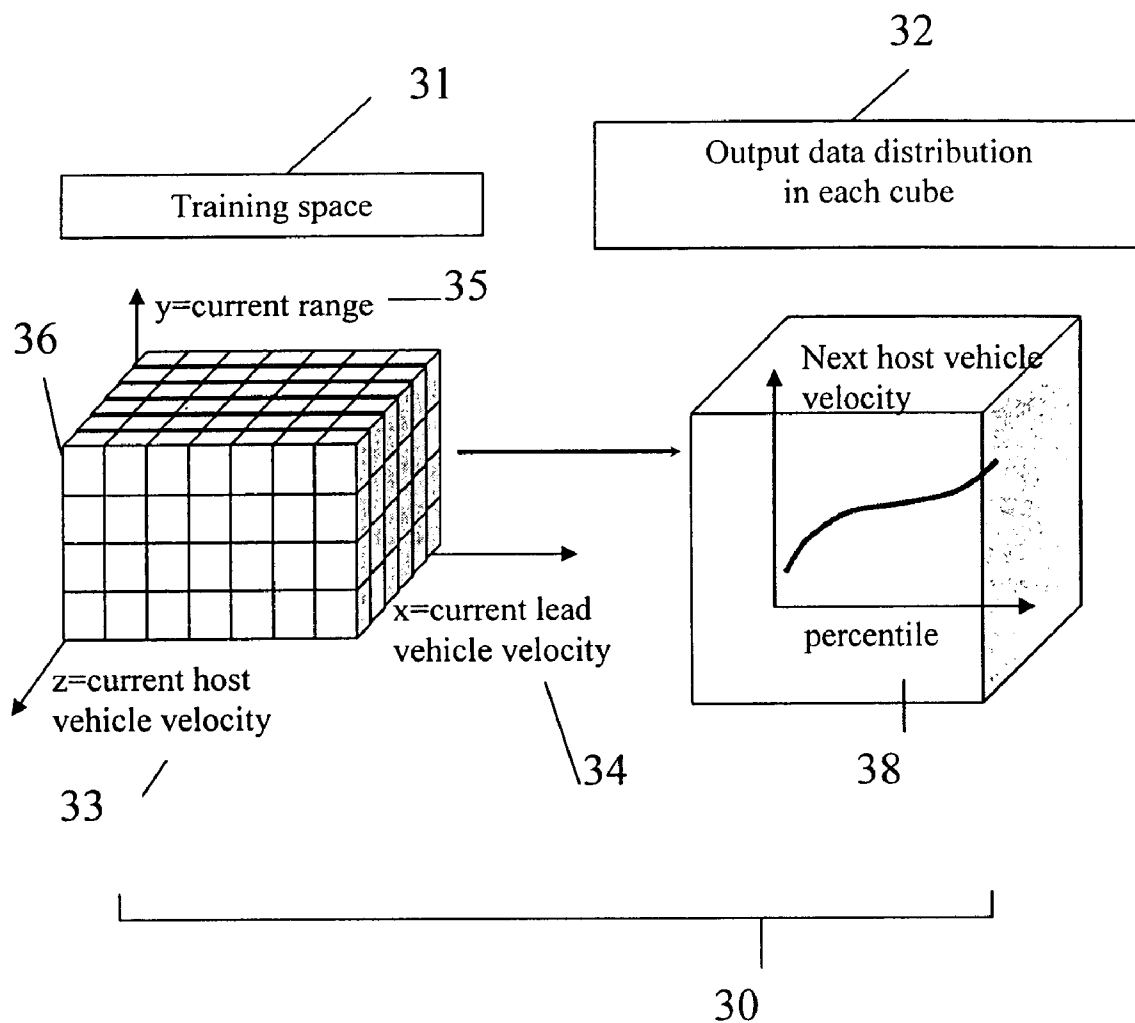 32
31
Output data distribution
in each cube
Training space
y=current range
35
36
Next host vehicle
velocity
x=current lead
vehicle velocity
percentile
z=current host
vehicle velocity
34
38
33
30